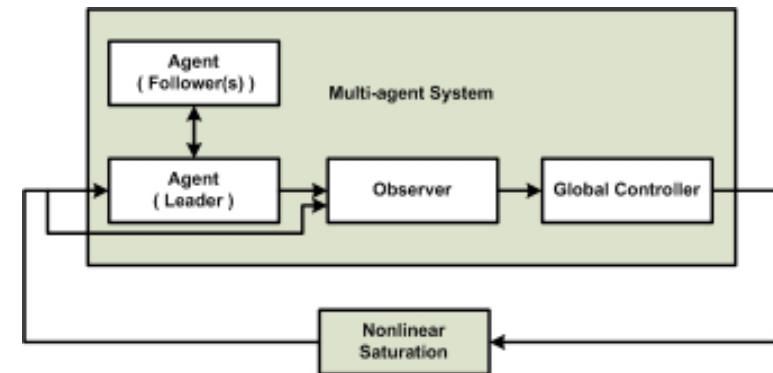 Agent
( Follower(s) )
Multi-agent System
Agent
( Leader )
Observer
Global Controller
Nonlinear
Saturation